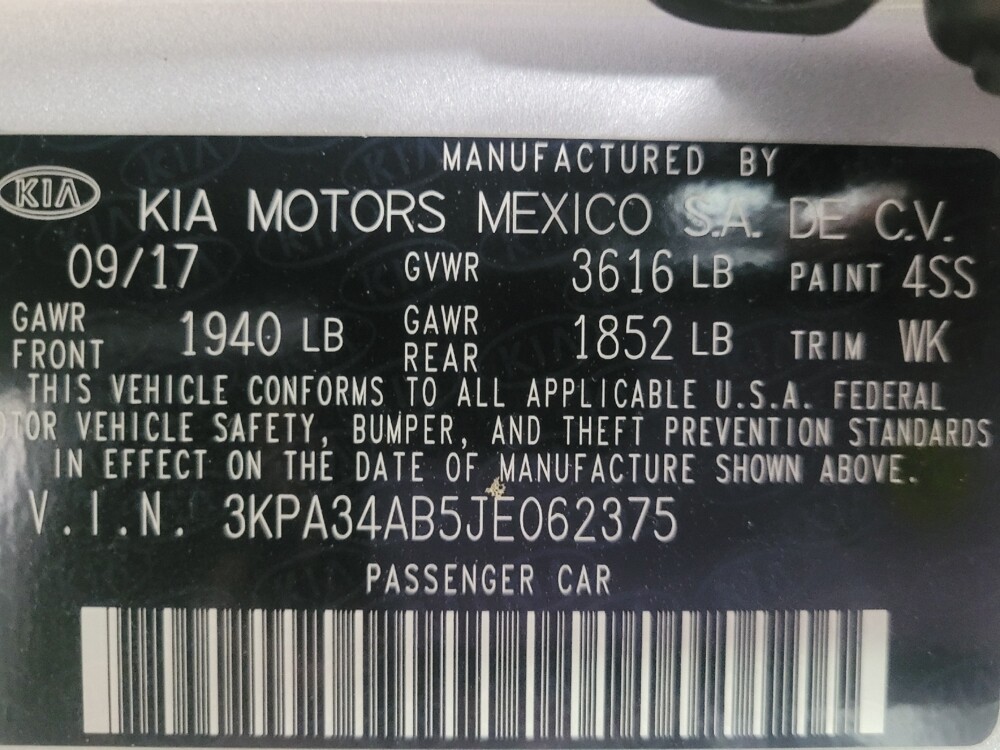 MANUFACTURED BY
KIA
KIA MOTORS MEXICO S.A. DE C.V.
09/17 GVWR 3616 LB PAINT 4SS
GAWR FRONT 1940 LB GAWR REAR 1852 LB TRIM WK
THIS VEHICLE CONFORMS TO ALL APPLICABLE U.S.A. FEDERAL
OTOR VEHICLE SAFETY, BUMPER, AND THEFT PREVENTION STANDARDS
IN EFFECT ON THE DATE OF MANUFACTURE SHOWN ABOVE.
V.I.N. 3KPA34AB5JE062375
PASSENGER CAR